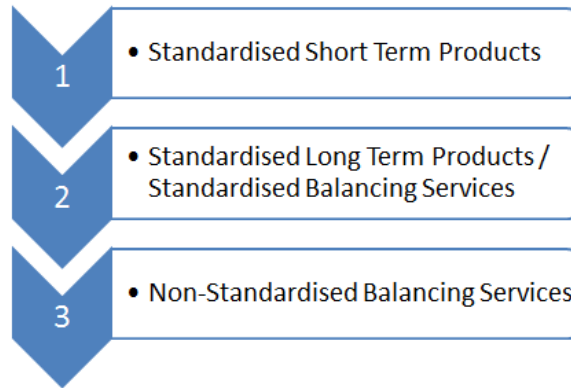 1
• Standardised Short Term Products
2
• Standardised Long Term Products /
Standardised Balancing Services
3
• Non-Standardised Balancing Services